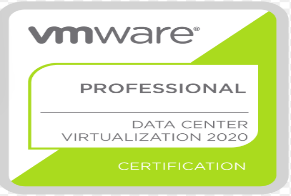 vmware®
PROFESSIONAL
DATA CENTER
VIRTUALIZATION 2020
CERTIFICATION